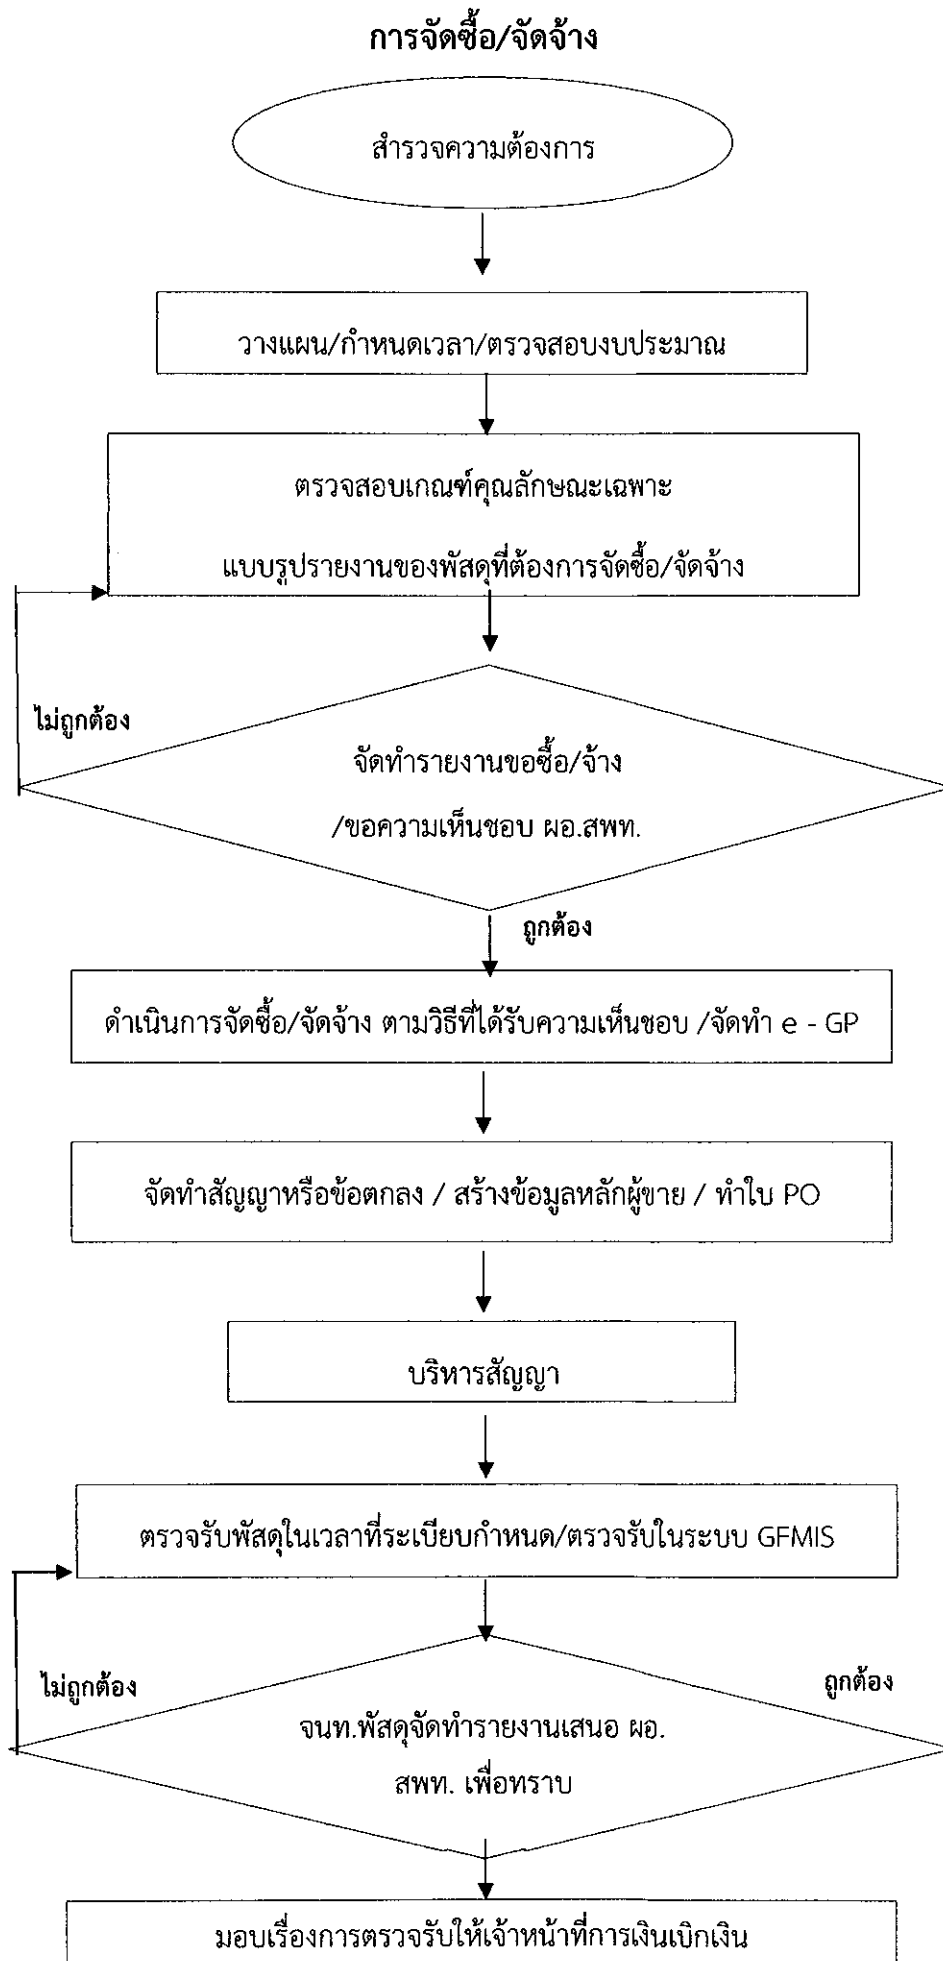 การจัดซื้อ/จัดจ้าง
สำรวจความต้องการ
วางแผน/กำหนดเวลา/ตรวจสอบงบประมาณ
ตรวจสอบเกณฑ์คุณลักษณะเฉพาะ
แบบรูปรายงานของพัสดุที่ต้องการจัดซื้อ/จัดจ้าง
ไม่ถูกต้อง
จัดทำรายงานขอซื้อ/จ้าง
/ขอความเห็นชอบ ผอ.สพท.
ถูกต้อง
ดำเนินการจัดซื้อ/จัดจ้าง ตามวิธีที่ได้รับความเห็นชอบ /จัดทำ e - GP
จัดทำสัญญาหรือข้อตกลง / สร้างข้อมูลหลักผู้ขาย / ทำใบ PO
บริหารสัญญา
ตรวจรับพัสดุในเวลาที่ระเบียบกำหนด/ตรวจรับในระบบ GFMIS
ไม่ถูกต้อง
ถูกต้อง
จนท.พัสดุจัดทำรายงานเสนอ ผอ.
สพท. เพื่อทราบ
มอบเรื่องการตรวจรับให้เจ้าหน้าที่การเงินเบิกเงิน